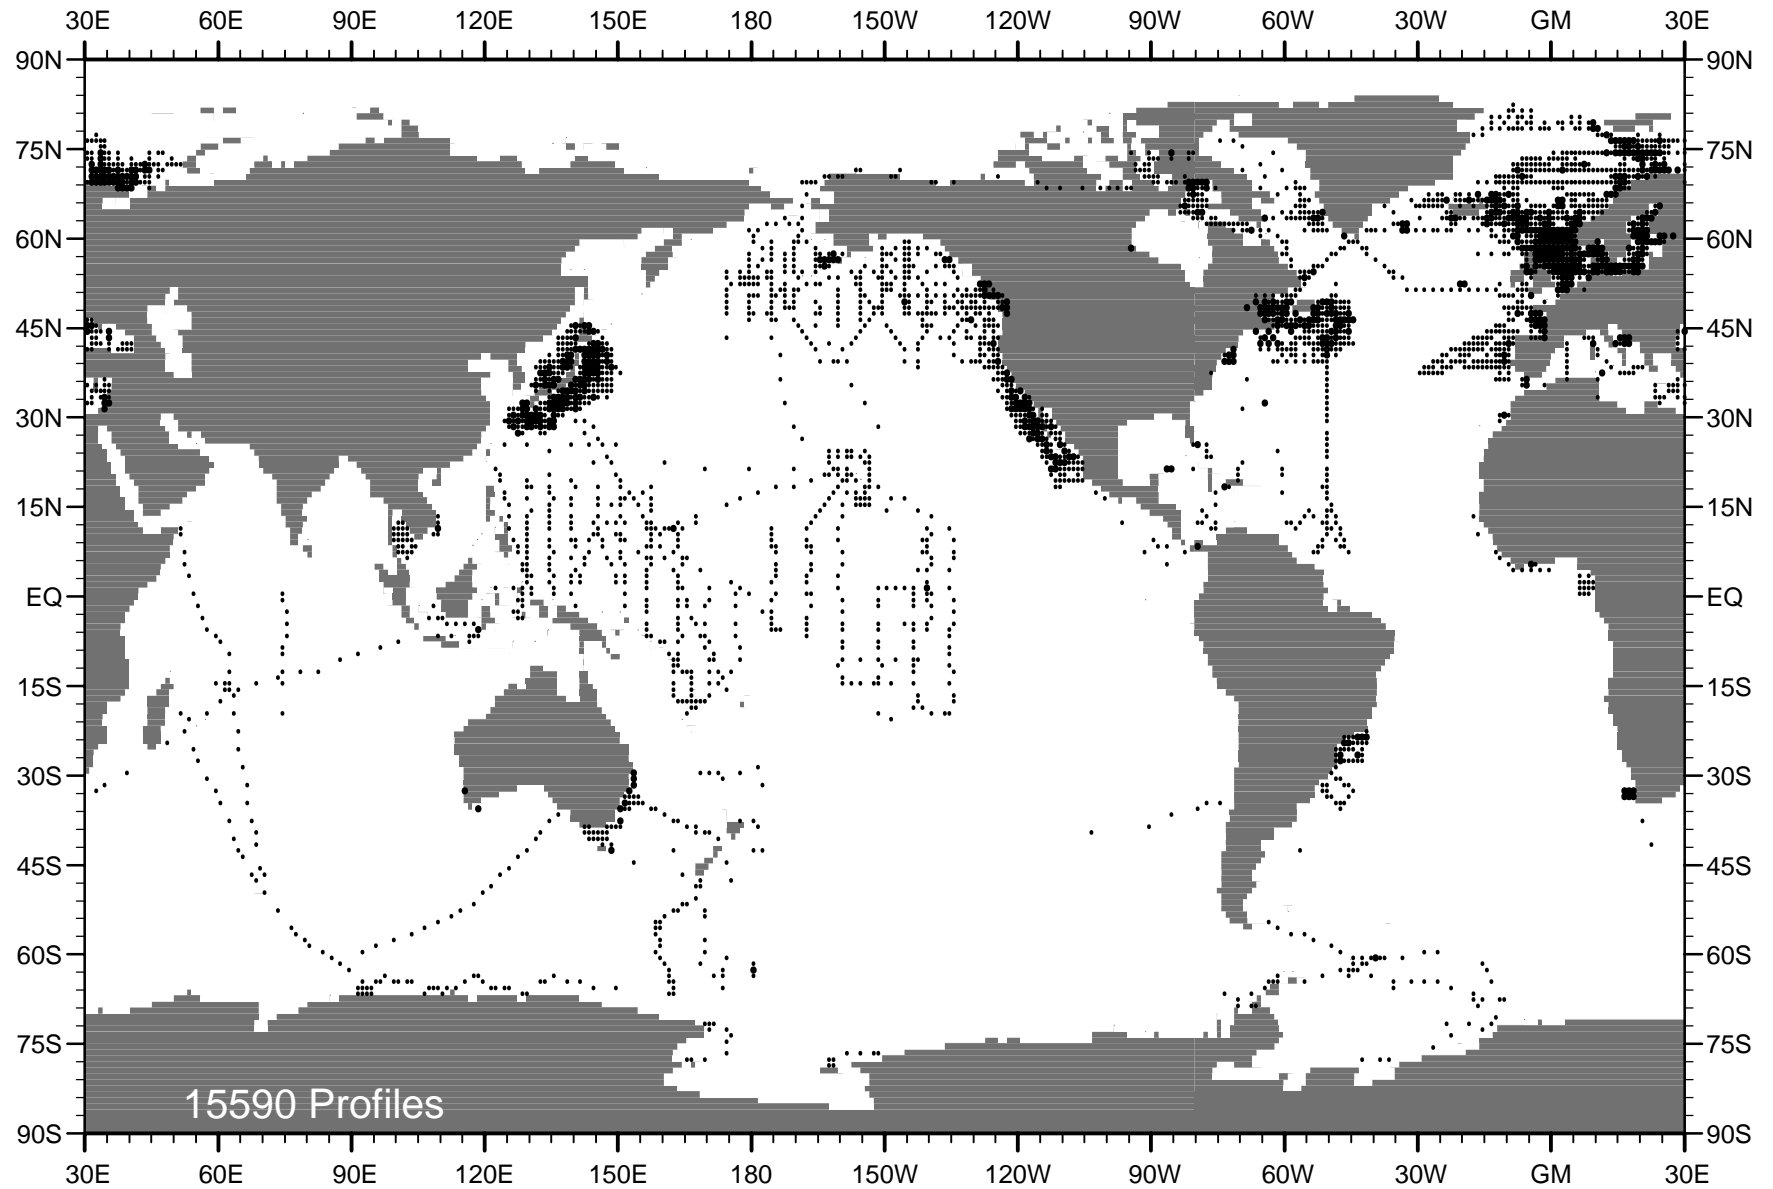 30E 60E 90E 120E 150E 180 150W 120W 90W 60W 30W GM 30E
90N 90N
75N 75N
60N 60N
45N 45N
30N 30N
15N 15N
EQ EQ
15S 15S
30S 30S
45S 45S
60S 60S
75S 75S
15590 Profiles
90S 90S
30E 60E 90E 120E 150E 180 150W 120W 90W 60W 30W GM 30E